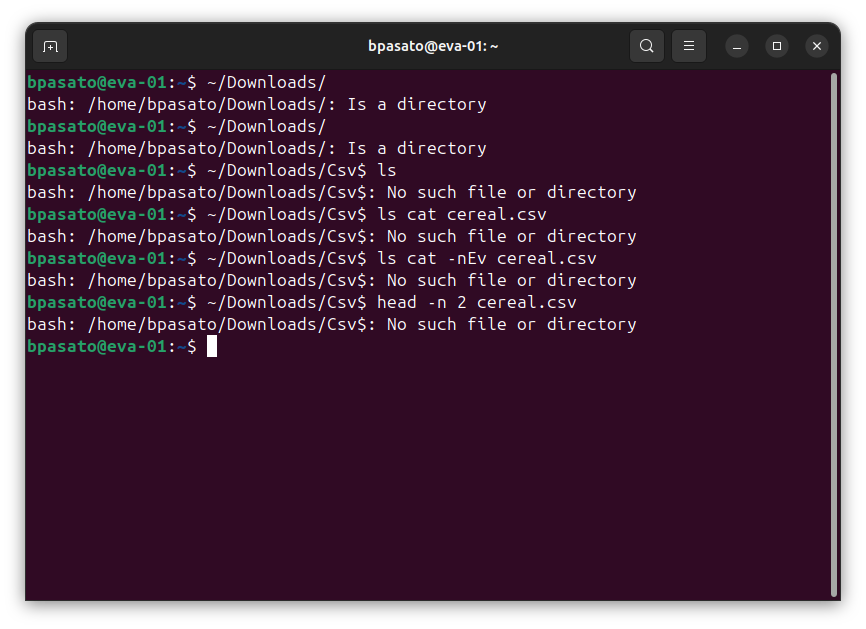 bpasato@eva-01: ~
bpasato@eva-01:~$ ~/Downloads/
bash: /home/bpasato/Downloads/: Is a directory
bpasato@eva-01:~$ ~/Downloads/
bash: /home/bpasato/Downloads/: Is a directory
bpasato@eva-01:~$ ~/Downloads/Csv$ ls
bash: /home/bpasato/Downloads/Csv$: No such file or directory
bpasato@eva-01:~$ ~/Downloads/Csv$ ls cat cereal.csv
bash: /home/bpasato/Downloads/Csv$: No such file or directory
bpasato@eva-01:~$ ~/Downloads/Csv$ ls cat -nEv cereal.csv
bash: /home/bpasato/Downloads/Csv$: No such file or directory
bpasato@eva-01:~$ ~/Downloads/Csv$ head -n 2 cereal.csv
bash: /home/bpasato/Downloads/Csv$: No such file or directory
bpasato@eva-01:~$